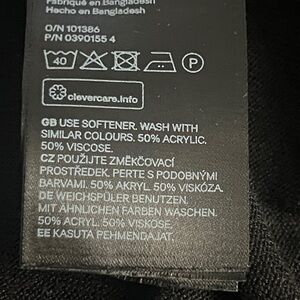 Fabriqué en Bangladesh
Hecho en Bangladesh
O/N 101386
P/N 0390155 4
40
P
clevercare.info
GB USE SOFTENER. WASH WITH
SIMILAR COLOURS. 50% ACRYLIC.
50% VISCOSE.
CZ POUŽIJTE ZMĚKČOVACÍ
PROSTŘEDEK. PERTE S PODOBNÝMI
BARVAMI. 50% AKRYL. 50% VISKÓZA.
DE WEICHSPÜLER BENUTZEN.
MIT ÄHNLICHEN FARBEN WASCHEN.
50% ACRYL. 50% VISKOSE.
EE KASUTA PEHMENDAJAT.